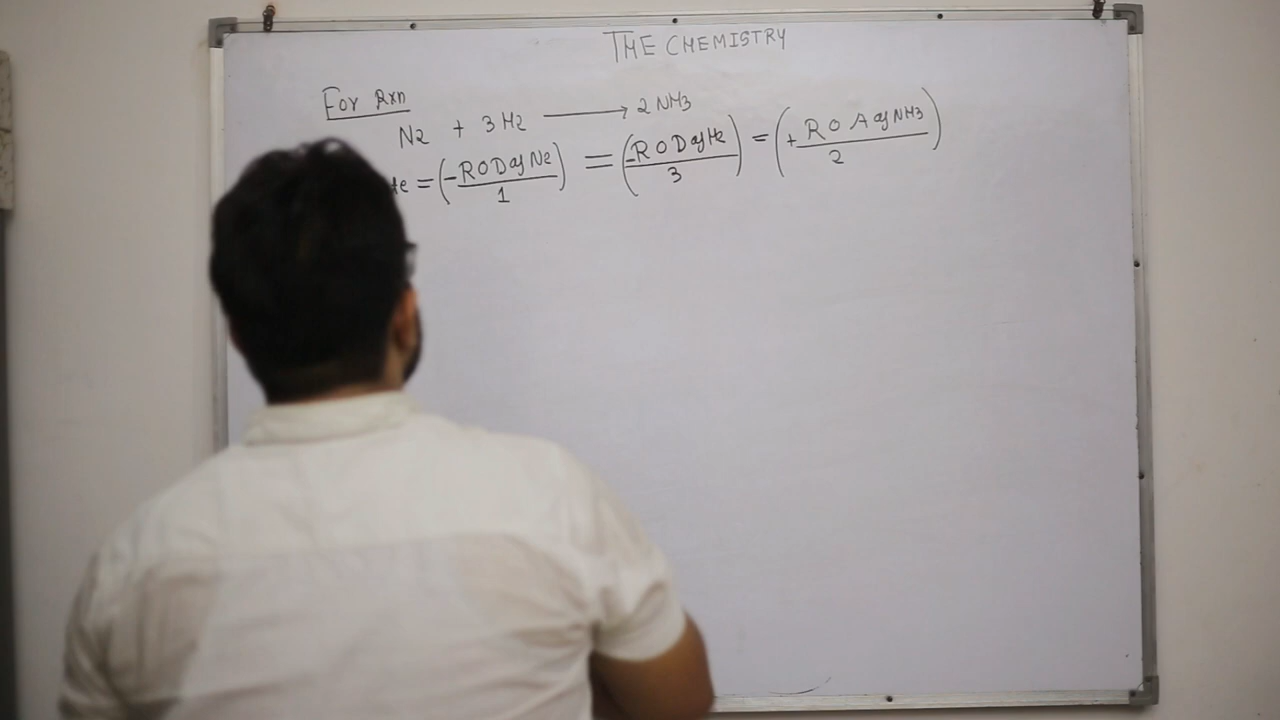 THE CHEMISTRY
For Rxn
N2 + 3 H2 ⟶ 2 NH3
= (-ROD of N2 / 1) = (-ROD of H2 / 3) = (+ ROA of NH3 / 2)